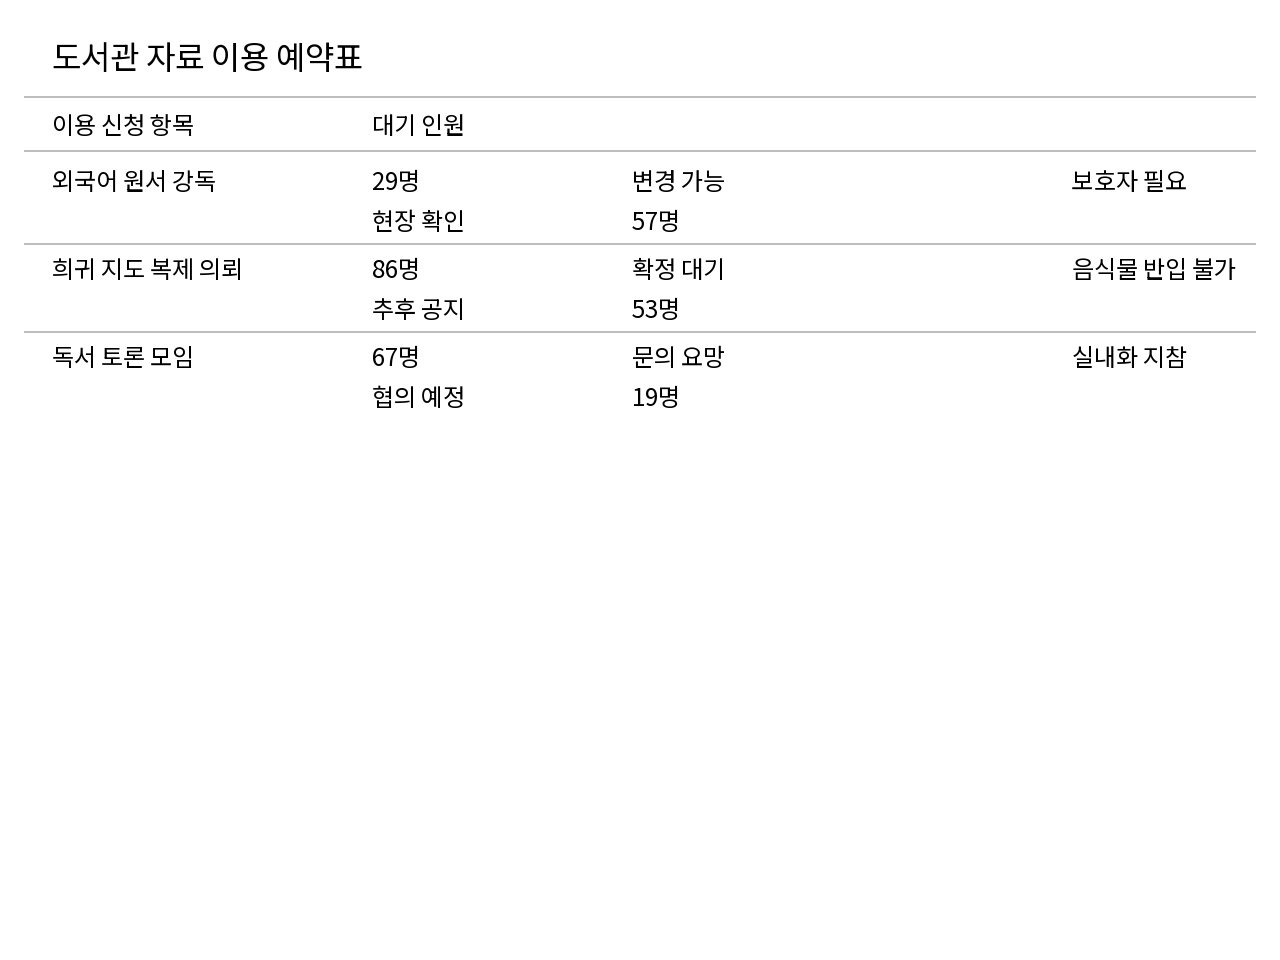 도서관 자료 이용 예약표
이용 신청 항목 대기 인원
외국어 원서 강독 29명 변경 가능 보호자 필요
현장 확인 57명
희귀 지도 복제 의뢰 86명 확정 대기 음식물 반입 불가
추후 공지 53명
독서 토론 모임 67명 문의 요망 실내화 지참
협의 예정 19명